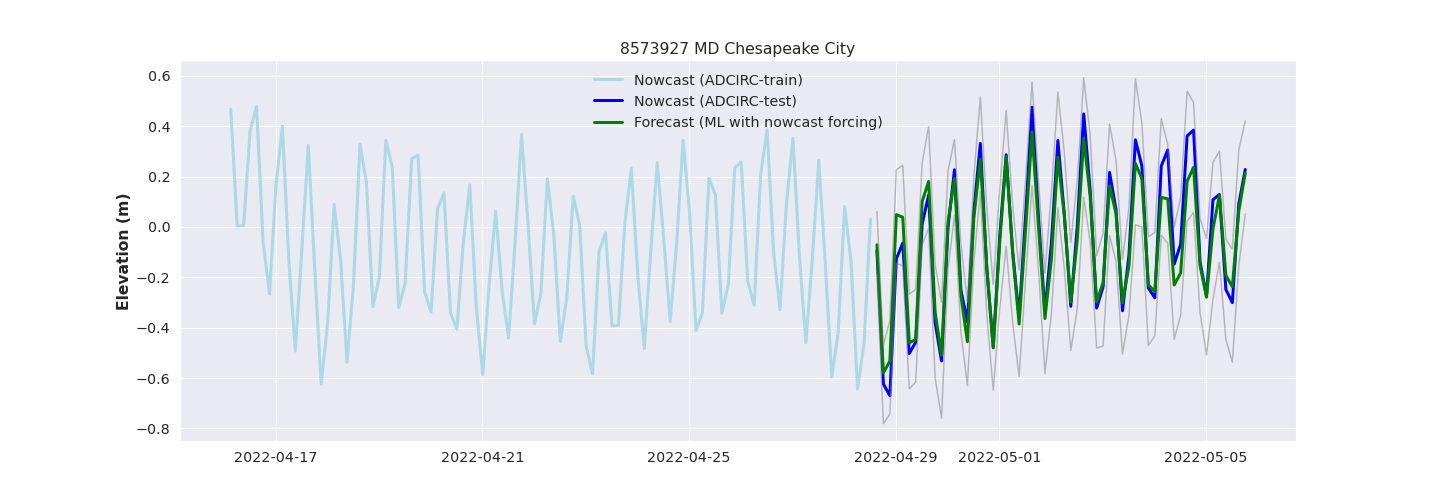 8573927 MD Chesapeake City
Nowcast (ADCIRC-train)
Nowcast (ADCIRC-test)
Forecast (ML with nowcast forcing)
Elevation (m)
0.6
0.4
0.2
0.0
−0.2
−0.4
−0.6
−0.8
2022-04-17 2022-04-21 2022-04-25 2022-04-29 2022-05-01 2022-05-05